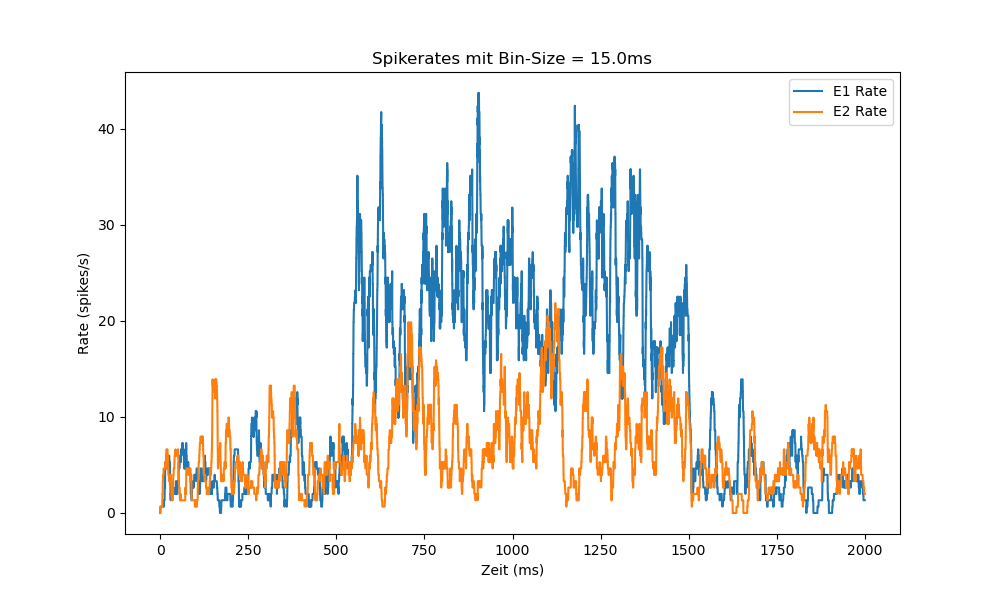 Spikerates mit Bin-Size = 15.0ms
E1 Rate
E2 Rate
40
30
20
10
0
Rate (spikes/s)
0 250 500 750 1000 1250 1500 1750 2000
Zeit (ms)